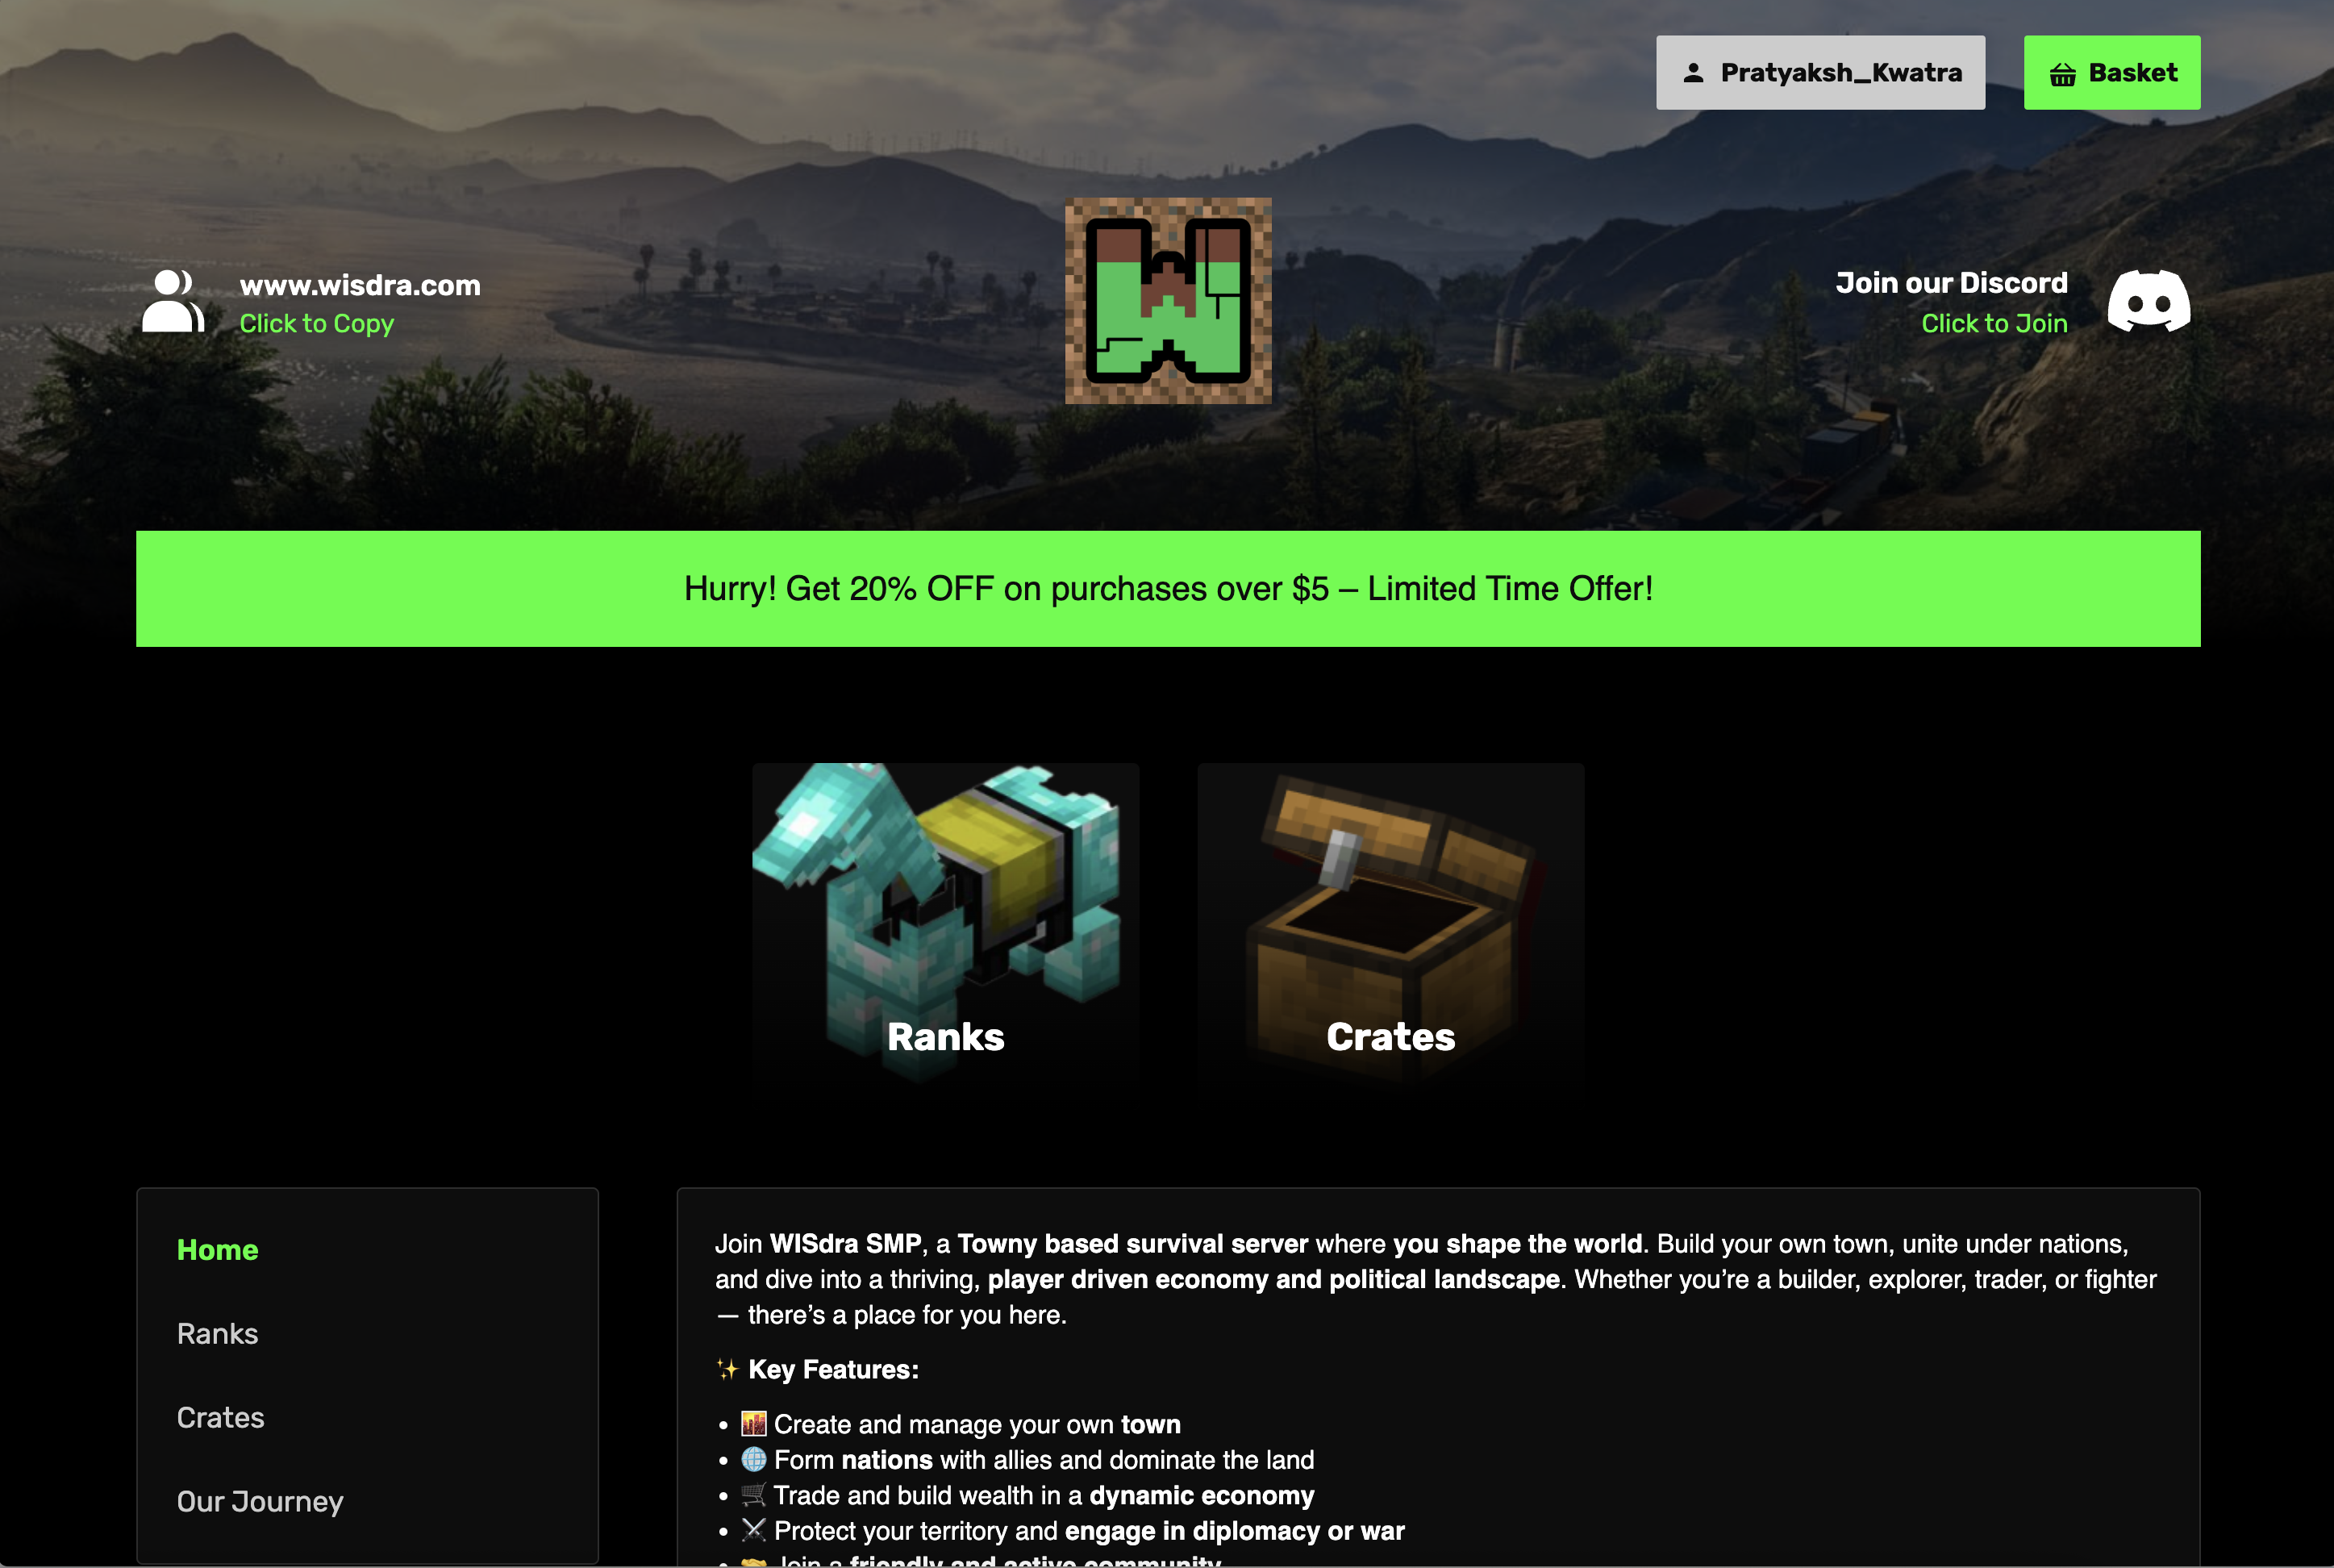 Pratyaksh_Kwatra
Basket
www.wisdra.com
Click to Copy
W
Join our Discord
Click to Join
Hurry! Get 20% OFF on purchases over $5 – Limited Time Offer!
Ranks
Crates
Home
Ranks
Crates
Our Journey
Join WISdra SMP, a Towny based survival server where you shape the world. Build your own town, unite under nations,
and dive into a thriving, player driven economy and political landscape. Whether you’re a builder, explorer, trader, or fighter
— there’s a place for you here.
✨ Key Features:
• 🌇 Create and manage your own town
• 🌐 Form nations with allies and dominate the land
• 🛒 Trade and build wealth in a dynamic economy
• ⚔️ Protect your territory and engage in diplomacy or war
• 🤝 Join a friendly and active community